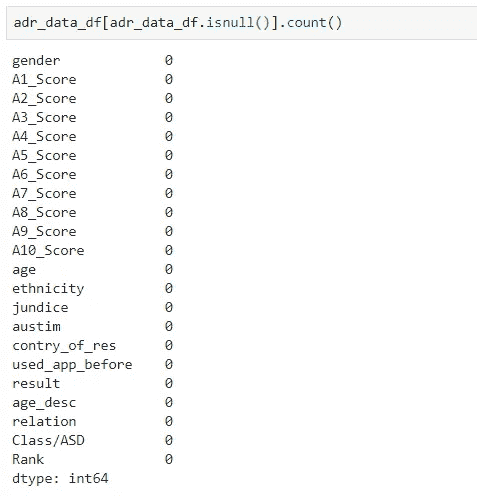 adr_data_df[adr_data_df.isnull()].count()
gender 0
A1_Score 0
A2_Score 0
A3_Score 0
A4_Score 0
A5_Score 0
A6_Score 0
A7_Score 0
A8_Score 0
A9_Score 0
A10_Score 0
age 0
ethnicity 0
jundice 0
austim 0
contry_of_res 0
used_app_before 0
result 0
age_desc 0
relation 0
Class/ASD 0
Rank 0
dtype: int64